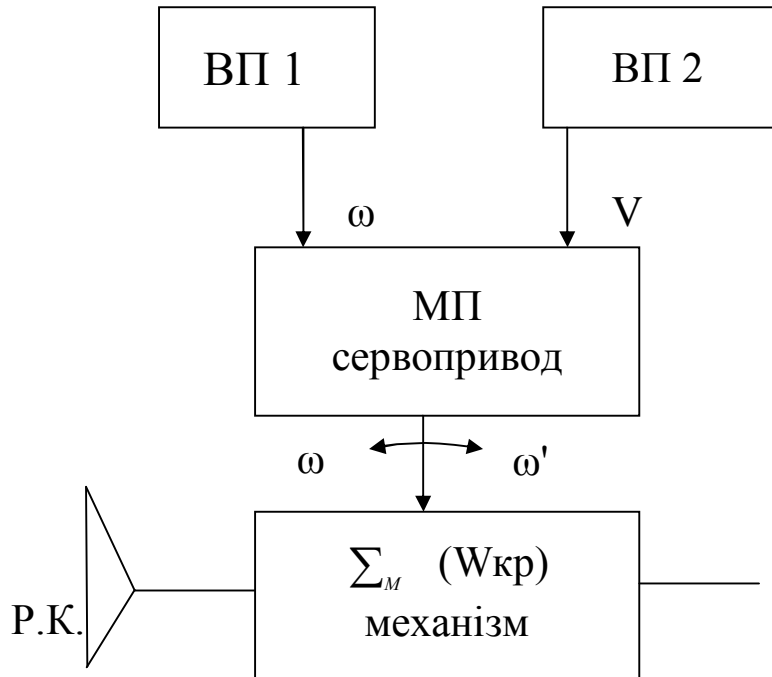 ВП 1
ВП 2
ω
V
МП
сервопривод
ω
ω'
∑м (Wкр)
Р.К.
механізм